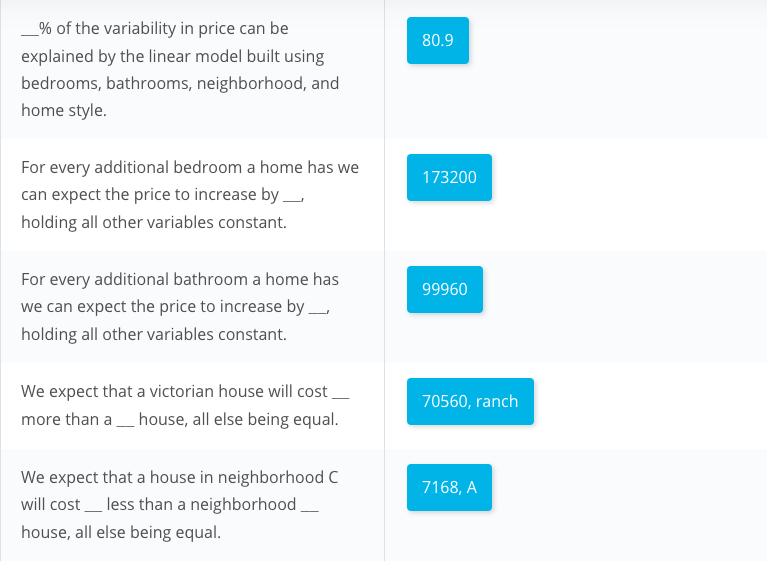 __% of the variability in price can be
explained by the linear model built using
bedrooms, bathrooms, neighborhood, and
home style.
80.9
For every additional bedroom a home has we
can expect the price to increase by __,
holding all other variables constant.
173200
For every additional bathroom a home has
we can expect the price to increase by __,
holding all other variables constant.
99960
We expect that a victorian house will cost __
more than a __ house, all else being equal.
70560, ranch
We expect that a house in neighborhood C
will cost __ less than a neighborhood __
house, all else being equal.
7168, A